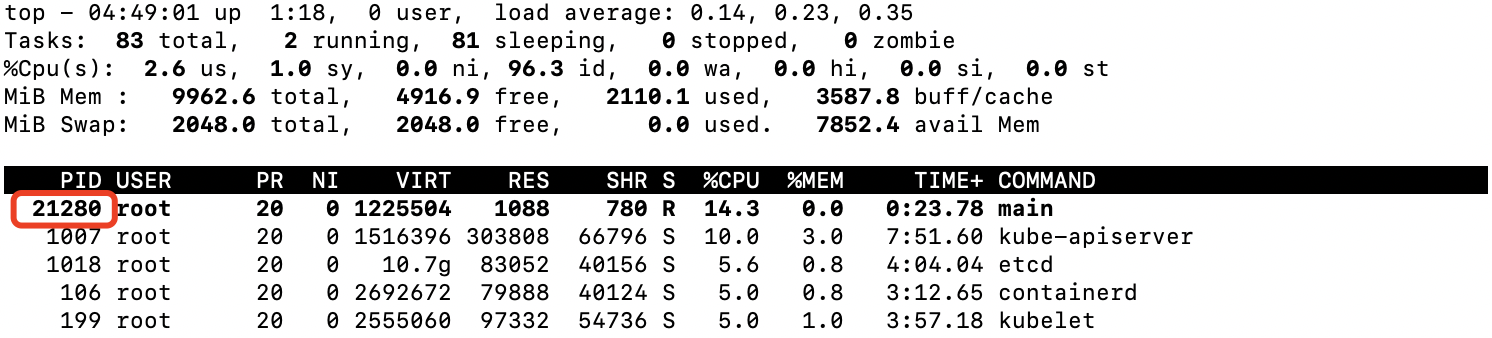 top - 04:49:01 up  1:18,  0 user,  load average: 0.14, 0.23, 0.35
Tasks:  83 total,   2 running,  81 sleeping,   0 stopped,   0 zombie
%Cpu(s):  2.6 us,  1.0 sy,  0.0 ni, 96.3 id,  0.0 wa,  0.0 hi,  0.0 si,  0.0 st
MiB Mem :   9962.6 total,   4916.9 free,   2110.1 used,   3587.8 buff/cache
MiB Swap:   2048.0 total,   2048.0 free,      0.0 used.   7852.4 avail Mem
    PID USER      PR  NI    VIRT    RES    SHR S  %CPU  %MEM     TIME+ COMMAND
  21280 root      20   0 1225504   1088    780 R  14.3   0.0   0:23.78 main
   1007 root      20   0 1516396 303808  66796 S  10.0   3.0   7:51.60 kube-apiserver
   1018 root      20   0   10.7g  83052  40156 S   5.6   0.8   4:04.04 etcd
    106 root      20   0 2692672  79888  40124 S   5.0   0.8   3:12.65 containerd
    199 root      20   0 2555060  97332  54736 S   5.0   1.0   3:57.18 kubelet